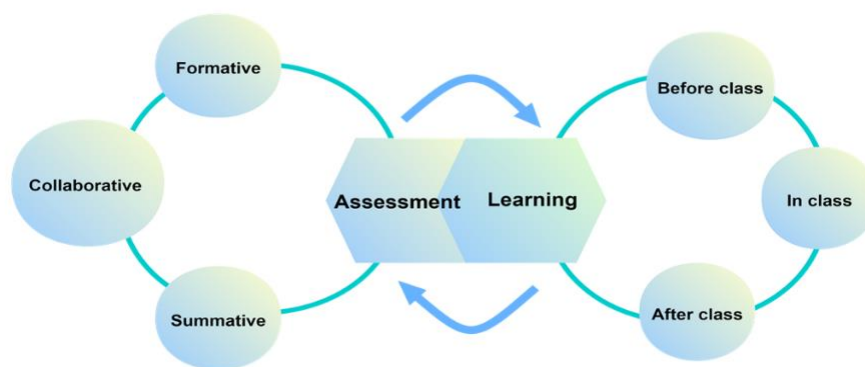 Formative
Before class
Collaborative
Assessment
Learning
In class
Summative
After class